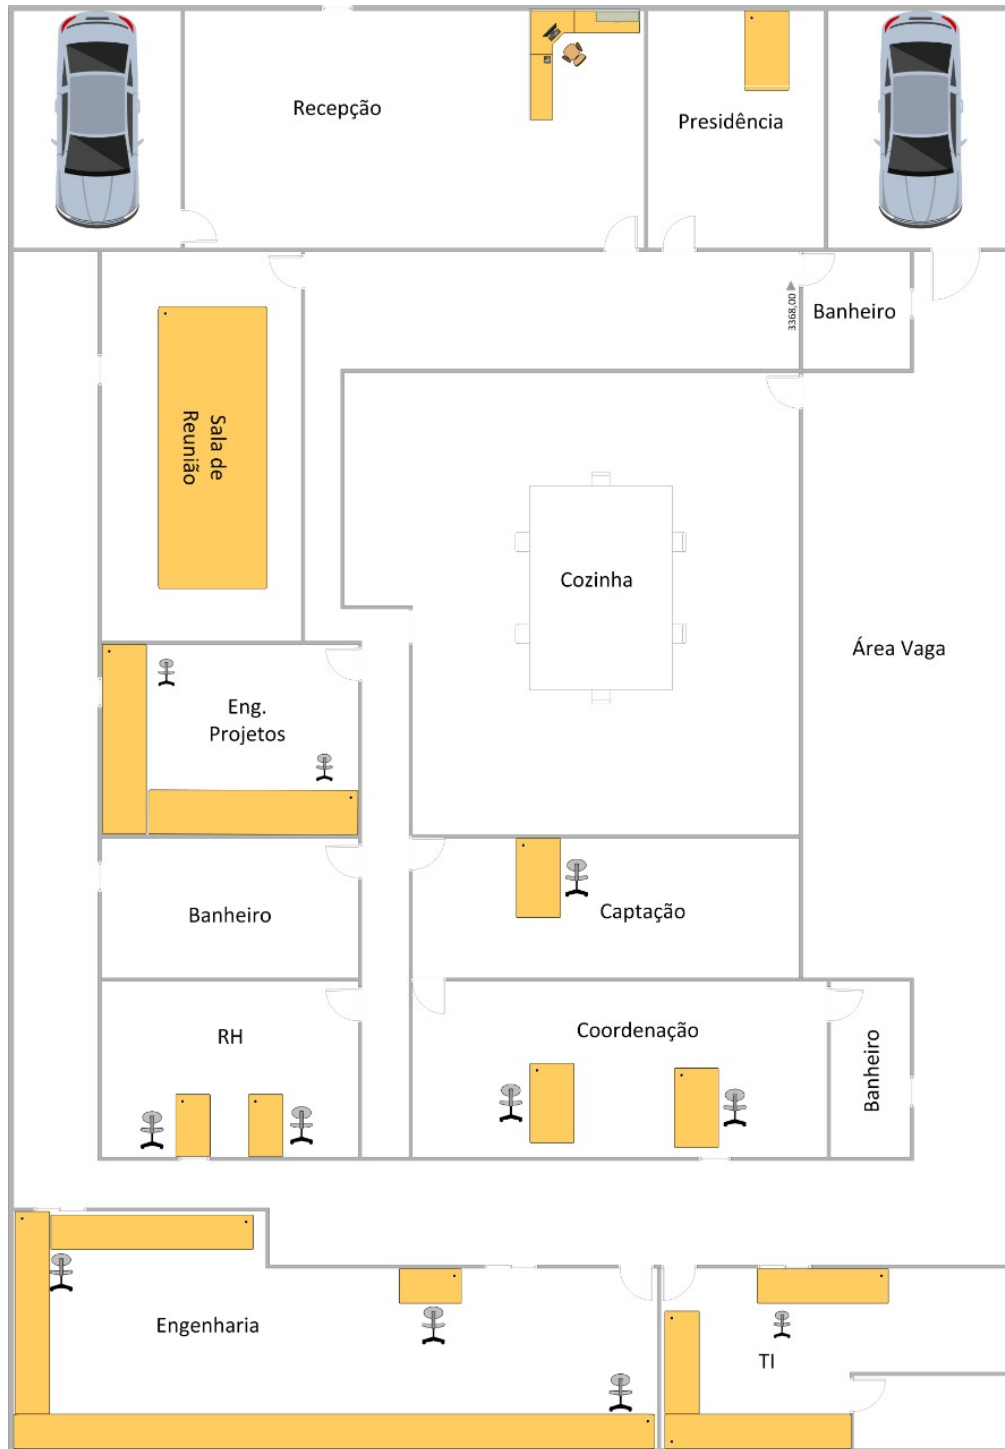 Recepção
Presidência
3368,00
Banheiro
Sala de
Reunião
Cozinha
Área Vaga
Eng.
Projetos
Banheiro
Captação
RH
Coordenação
Banheiro
Engenharia
TI